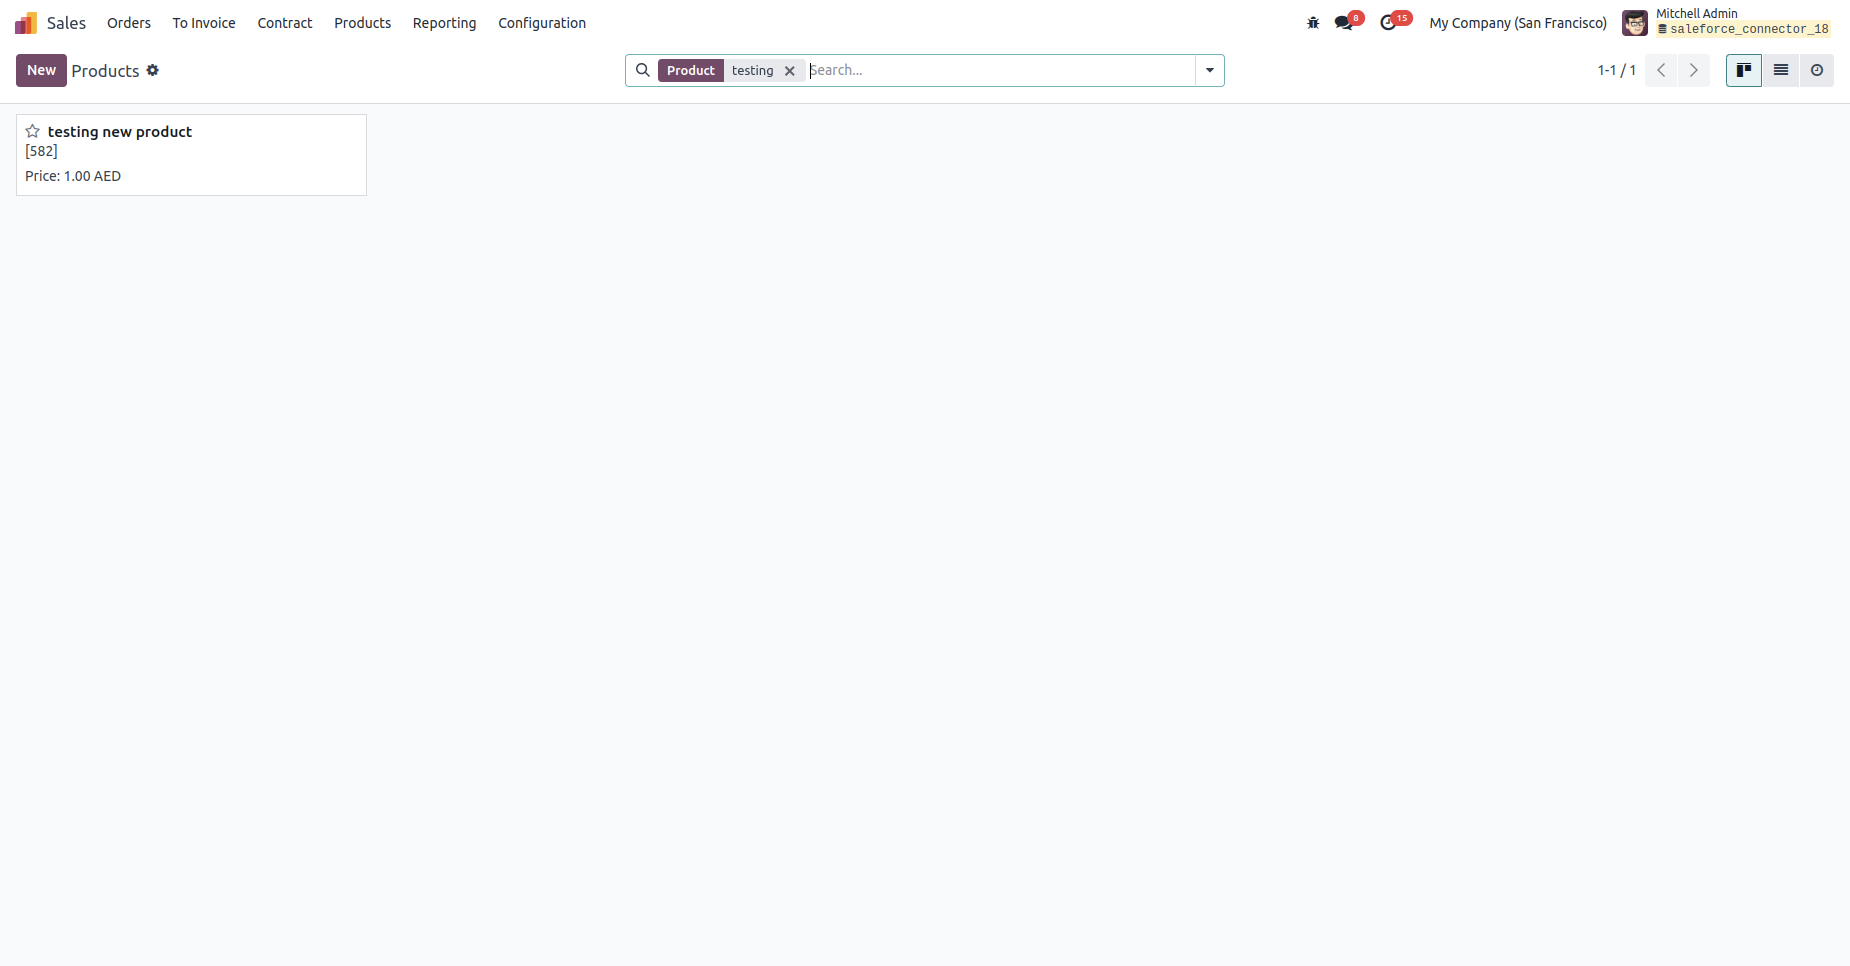 Sales Orders To Invoice Contract Products Reporting Configuration 8 15 My Company (San Francisco) Mitchell Admin
saleforce_connector_18
New Products Product testing Search... 1-1 / 1
testing new product
[582]
Price: 1.00 AED